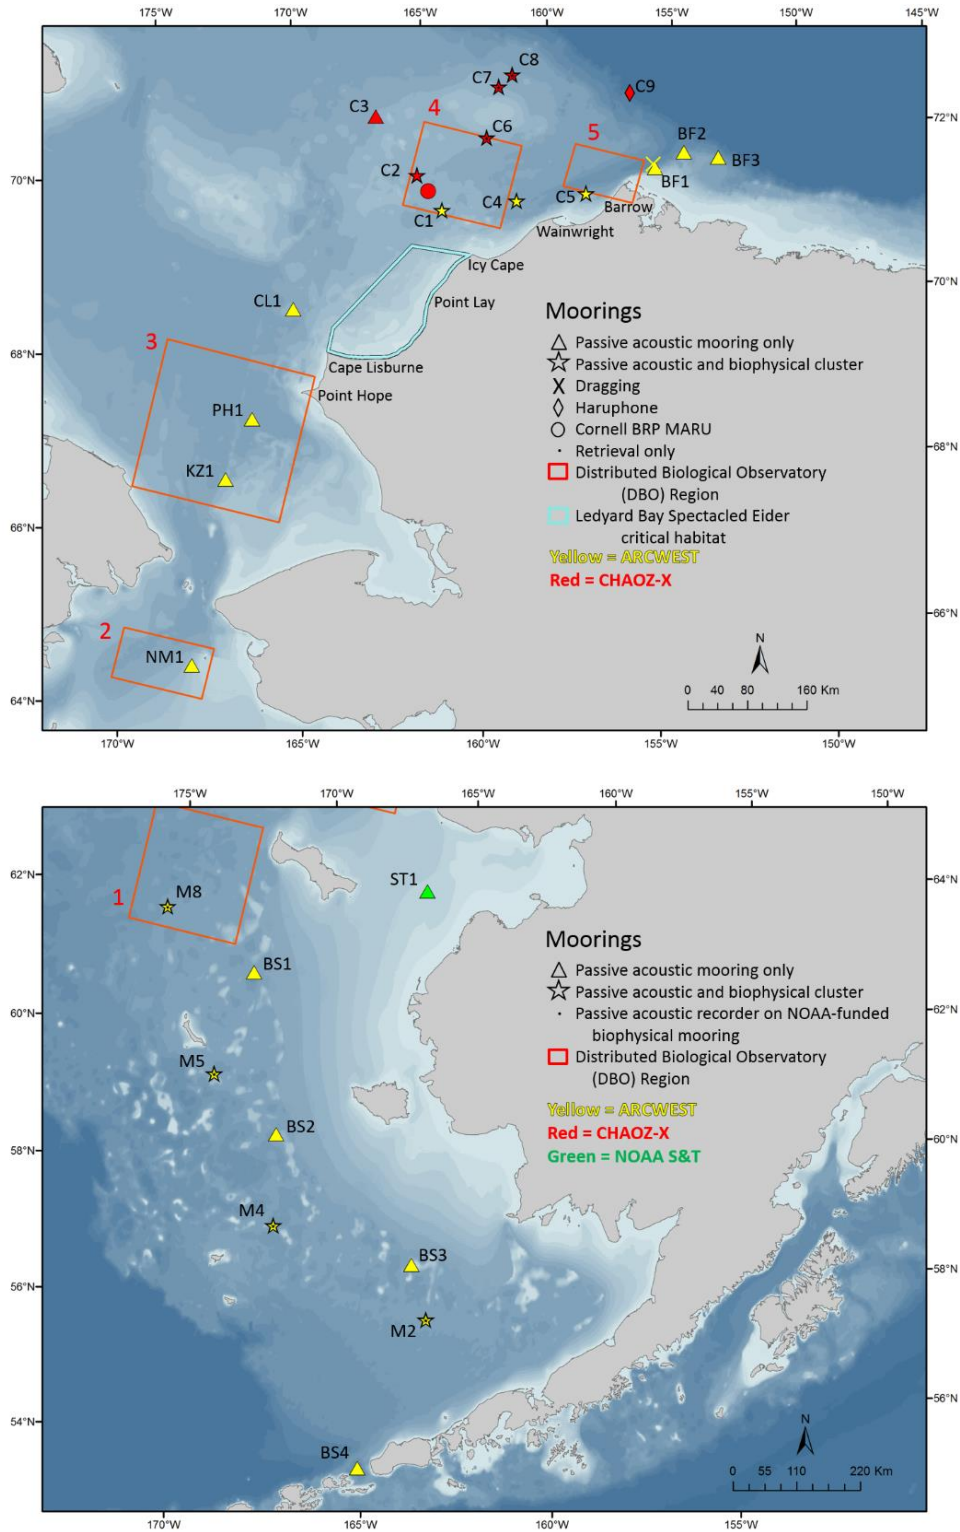 175°W 170°W 165°W 160°W 155°W 150°W 145°W
C8
C7
C9
C3
72°N
4
C6
5
BF2
BF3
C2
70°N
BF1
C4
C5
C1
Barrow
Wainwright
Icy Cape
70°N
CL1
Point Lay
Moorings
3
Passive acoustic mooring only
68°N
Cape Lisburne
Passive acoustic and biophysical cluster
X Dragging
Point Hope
PH1
Haruphone
Cornell BRP MARU
Retrieval only
68°N
KZ1
Distributed Biological Observatory
(DBO) Region
Ledyard Bay Spectacled Eider
critical habitat
66°N
Yellow = ARCWEST
Red = CHAOZ-X
66°N
2
N
NM1
0 40 80 160 Km
64°N
170°W 165°W 160°W 155°W 150°W
175°W 170°W 165°W 160°W 155°W 150°W
62°N
ST1
64°N
1
M8
Moorings
BS1
Passive acoustic mooring only
Passive acoustic and biophysical cluster
60°N
Passive acoustic recorder on NOAA-funded
biophysical mooring
62°N
M5
Distributed Biological Observatory
(DBO) Region
Yellow = ARCWEST
BS2
Red = CHAOZ-X
60°N
58°N
Green = NOAA S&T
M4
BS3
58°N
56°N
M2
56°N
54°N
N
BS4
0 55 110 220 Km
170°W 165°W 160°W 155°W